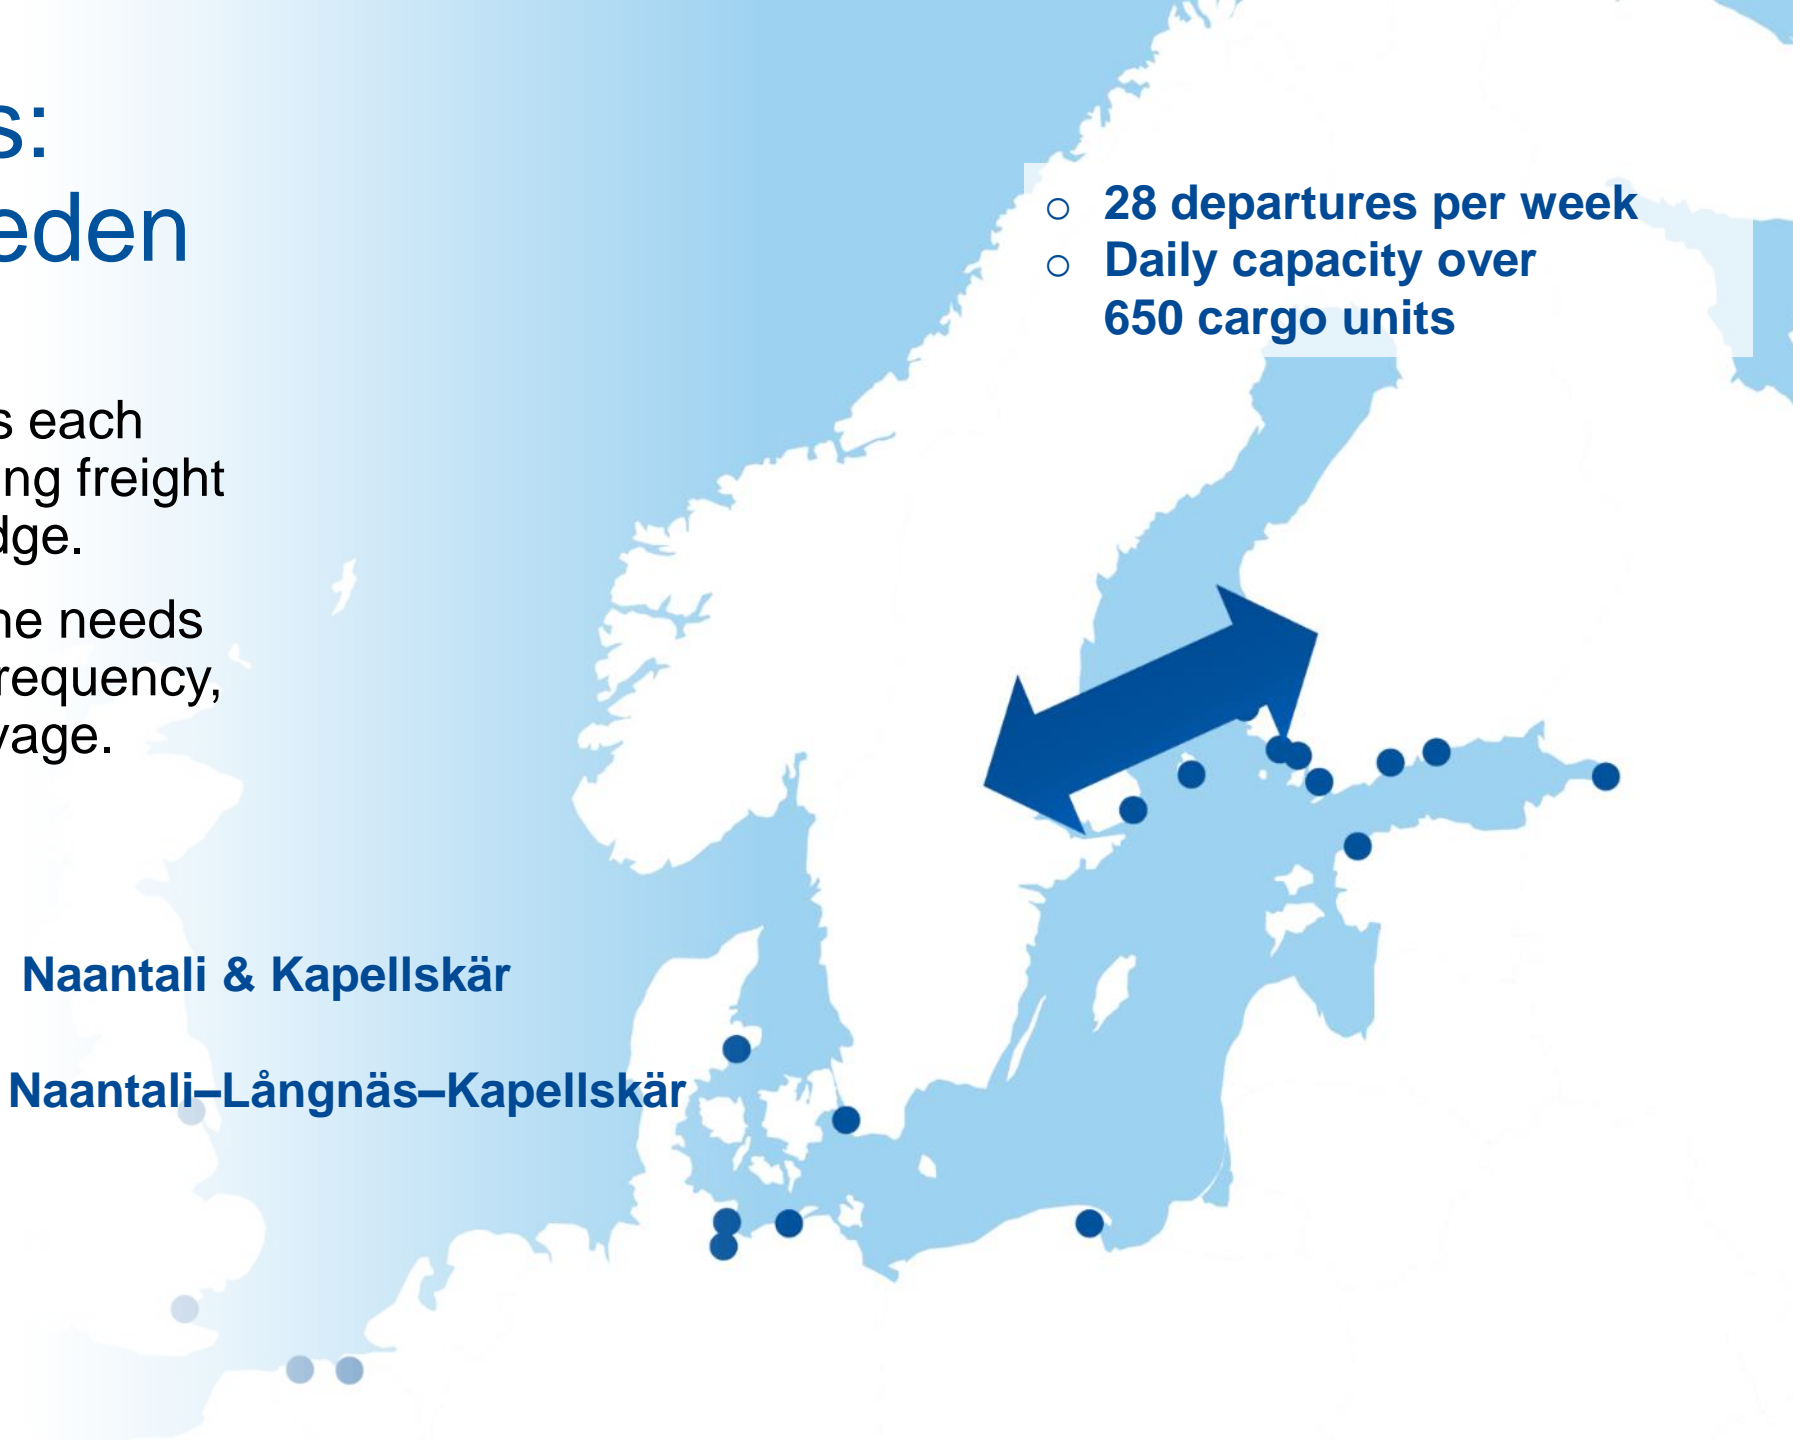 s:
eden
s each
ing freight
dge.
ne needs
requency,
yage.
Naantali & Kapellskär
Naantali–Långnäs–Kapellskär
○ 28 departures per week
○ Daily capacity over
650 cargo units